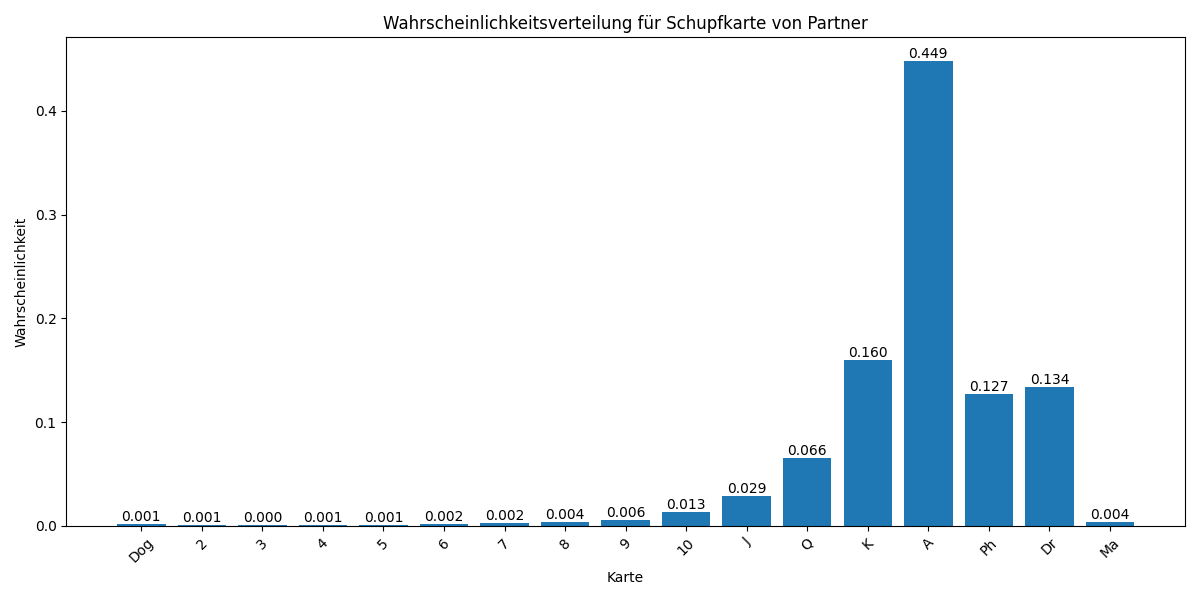 Wahrscheinlichkeitsverteilung für Schupfkarte von Partner
Wahrscheinlichkeit
0.4
0.3
0.2
0.1
0.0
0.001
0.001
0.000
0.001
0.001
0.002
0.002
0.004
0.006
0.013
0.029
0.066
0.160
0.449
0.127
0.134
0.004
Dog
2
3
4
5
6
7
8
9
10
J
Q
K
A
Ph
Dr
Ma
Karte